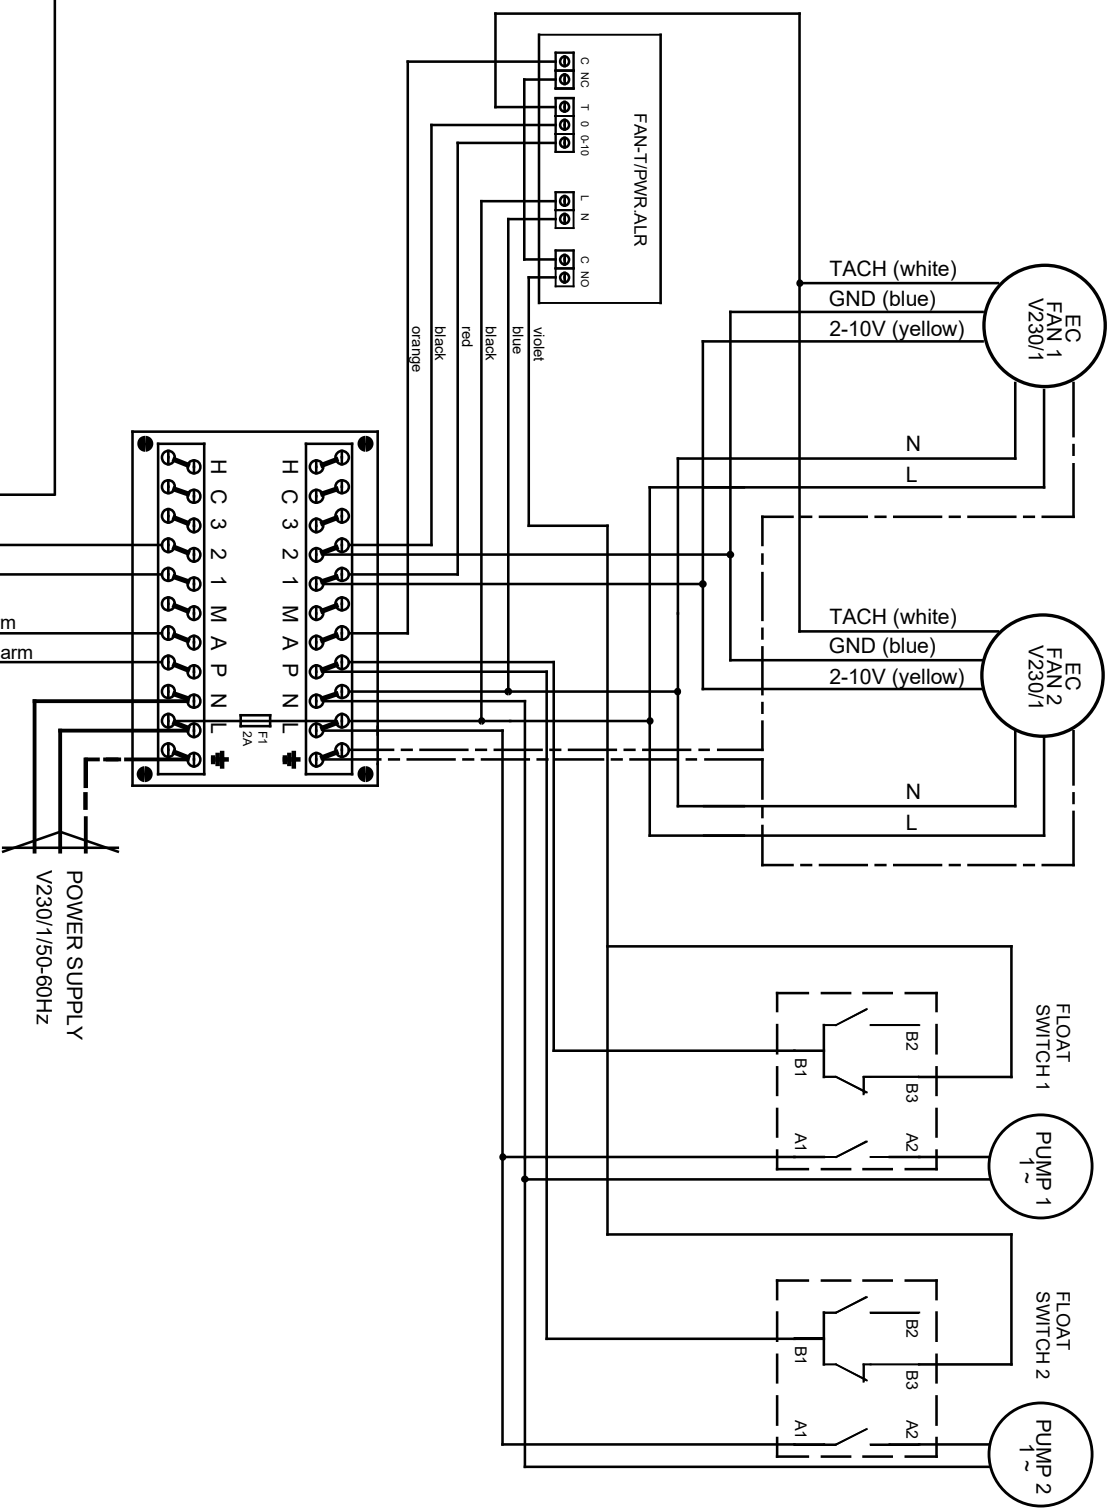 C
NC
T
0
0-10
L
N
C
NO
FAN-T/PWR.ALR
TACH (white)
GND (blue)
2-10V (yellow)
EC
FAN 1
V230/1
N
L
orange
black
red
black
blue
violet
TACH (white)
GND (blue)
2-10V (yellow)
EC
FAN 2
V230/1
N
L
H C 3 2 1 M A P N L
H C 3 2 1 M A P N L
F1
2A
m
arm
POWER SUPPLY
V230/1/50-60Hz
FLOAT
SWITCH 1
B1
B2
B3
A1
A2
PUMP 1
1 ~
FLOAT
SWITCH 2
B1
B2
B3
A1
A2
PUMP 2
1 ~